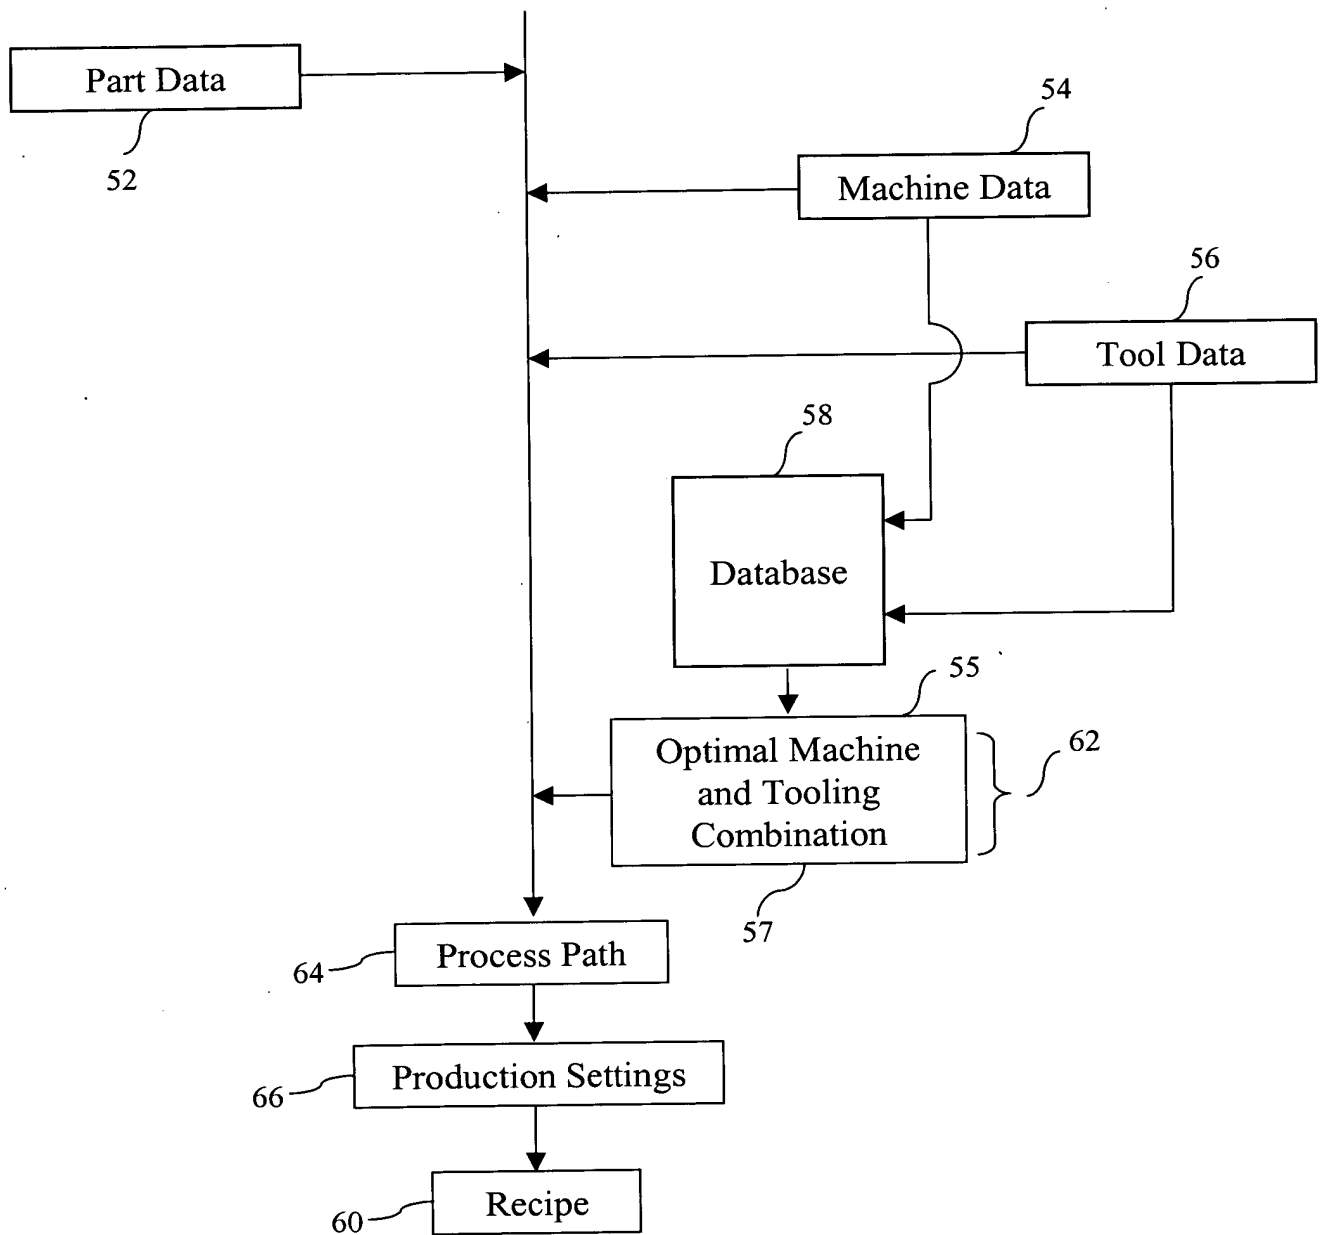 Part Data
52
54
Machine Data
56
Tool Data
58
Database
55
Optimal Machine
and Tooling
Combination
62
57
64
Process Path
66
Production Settings
60
Recipe